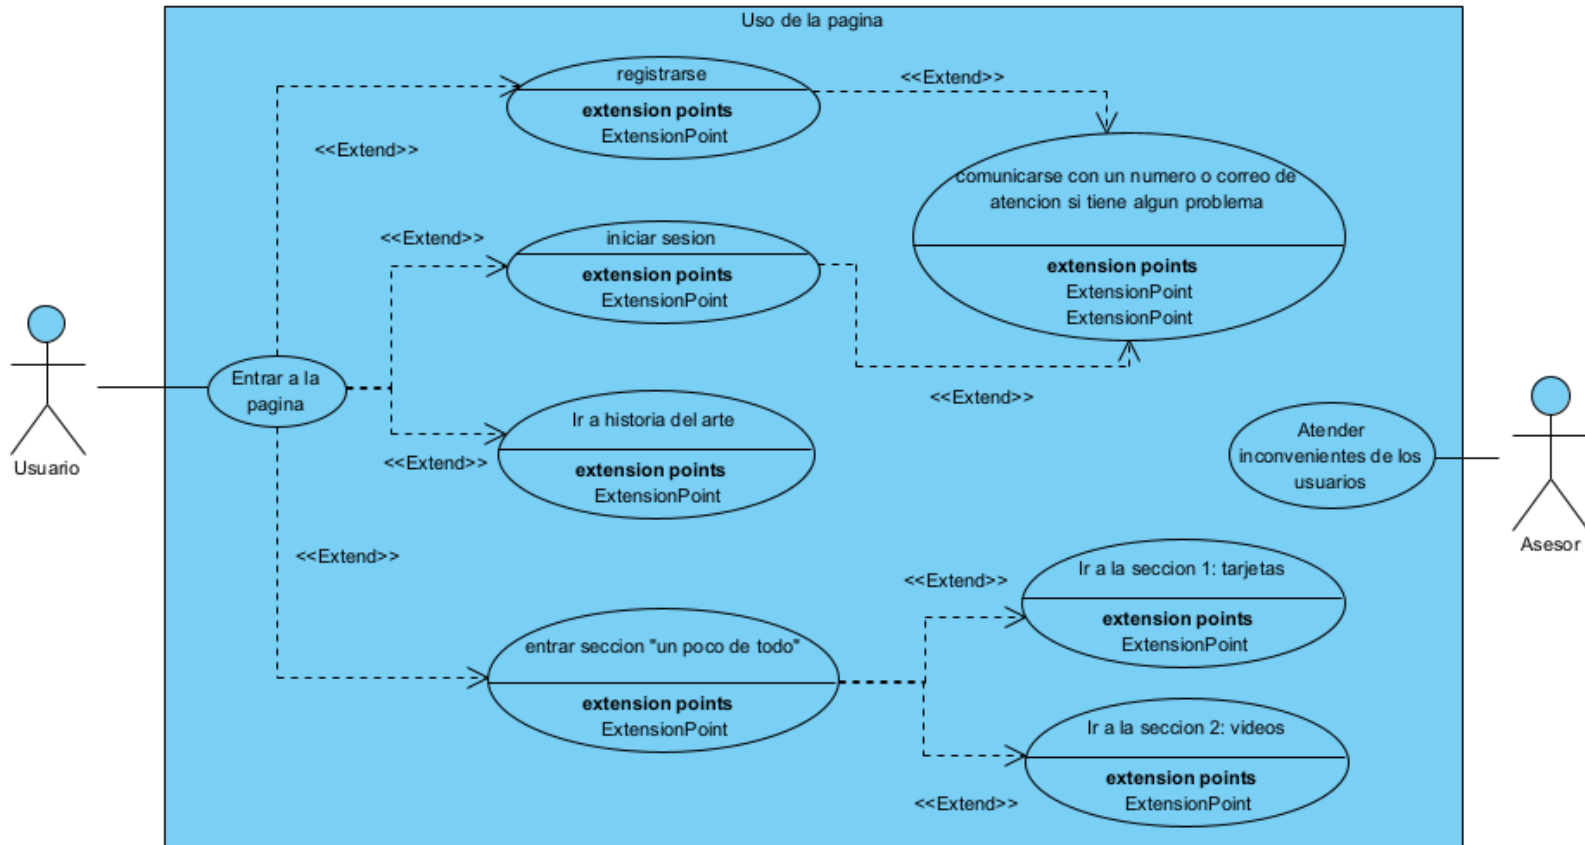 Uso de la pagina
registrarse
extension points
ExtensionPoint
<<Extend>>
<<Extend>>
comunicarse con un numero o correo de
atencion si tiene algun problema
extension points
ExtensionPoint
ExtensionPoint
<<Extend>>
iniciar sesion
extension points
ExtensionPoint
<<Extend>>
Entrar a la
pagina
Usuario
Ir a historia del arte
extension points
ExtensionPoint
<<Extend>>
Atender
inconvenientes de los
usuarios
Asesor
<<Extend>>
entrar seccion "un poco de todo"
extension points
ExtensionPoint
<<Extend>>
Ir a la seccion 1: tarjetas
extension points
ExtensionPoint
Ir a la seccion 2: videos
extension points
ExtensionPoint
<<Extend>>